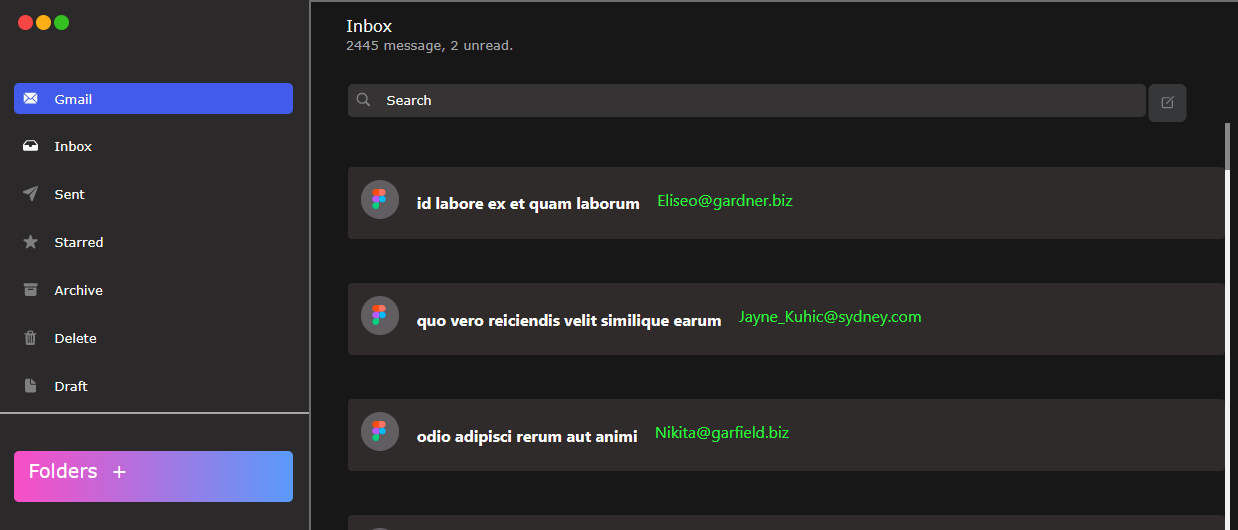 Gmail
Inbox
Sent
Starred
Archive
Delete
Draft
Folders +
Inbox
2445 message, 2 unread.
Search
id labore ex et quam laborum Eliseo@gardner.biz
quo vero reiciendis velit similique earum Jayne_Kuhic@sydney.com
odio adipisci rerum aut animi Nikita@garfield.biz